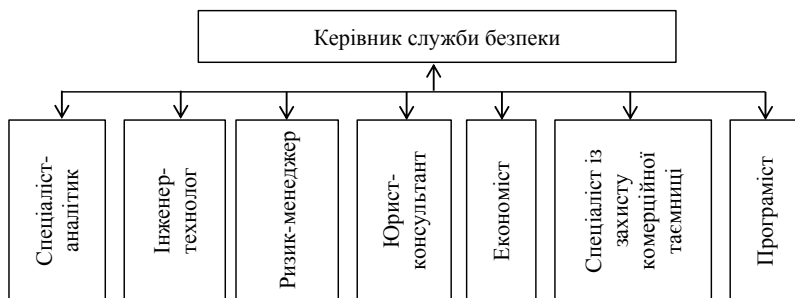 Керівник служби безпеки
Спеціаліст-
аналітик
Інженер-
технолог
Ризик-менеджер
Юрист-
консультант
Економіст
Спеціаліст із
захисту
комерційної
таємниці
Програміст